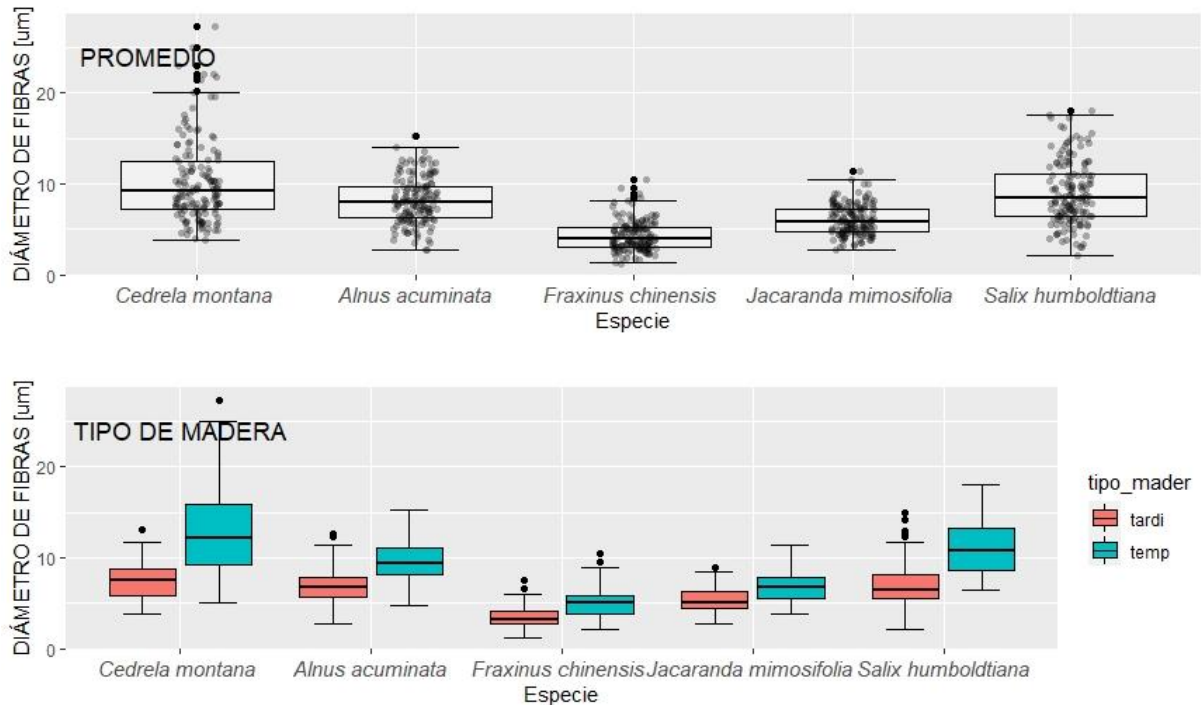 DIÁMETRO DE FIBRAS [um]
PROMEDIO
20
10
0
Cedrela montana Alnus acuminata Fraxinus chinensis Jacaranda mimosifolia Salix humboldtiana
Especie
DIÁMETRO DE FIBRAS [um]
TIPO DE MADERA
20
10
0
Cedrela montana Alnus acuminata Fraxinus chinensis Jacaranda mimosifolia Salix humboldtiana
Especie
tipo_mader
tardi
temp